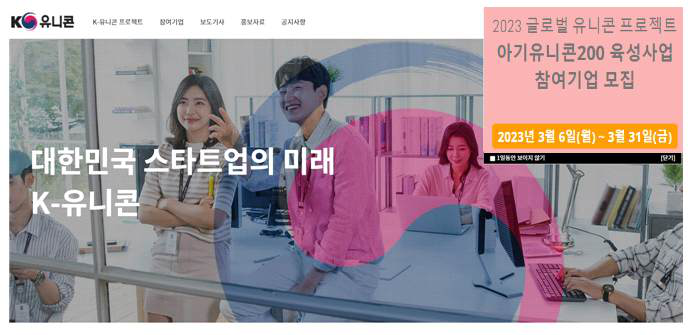 K 유니콘
K-유니콘 프로젝트 참여기업 보도기사 홍보자료 공지사항
2023 글로벌 유니콘 프로젝트
아기유니콘200 육성사업
참여기업 모집
2023년 3월 6일(월) ~ 3월 31일(금)
1일동안 보이지 않기 [닫기]
대한민국 스타트업의 미래
K-유니콘